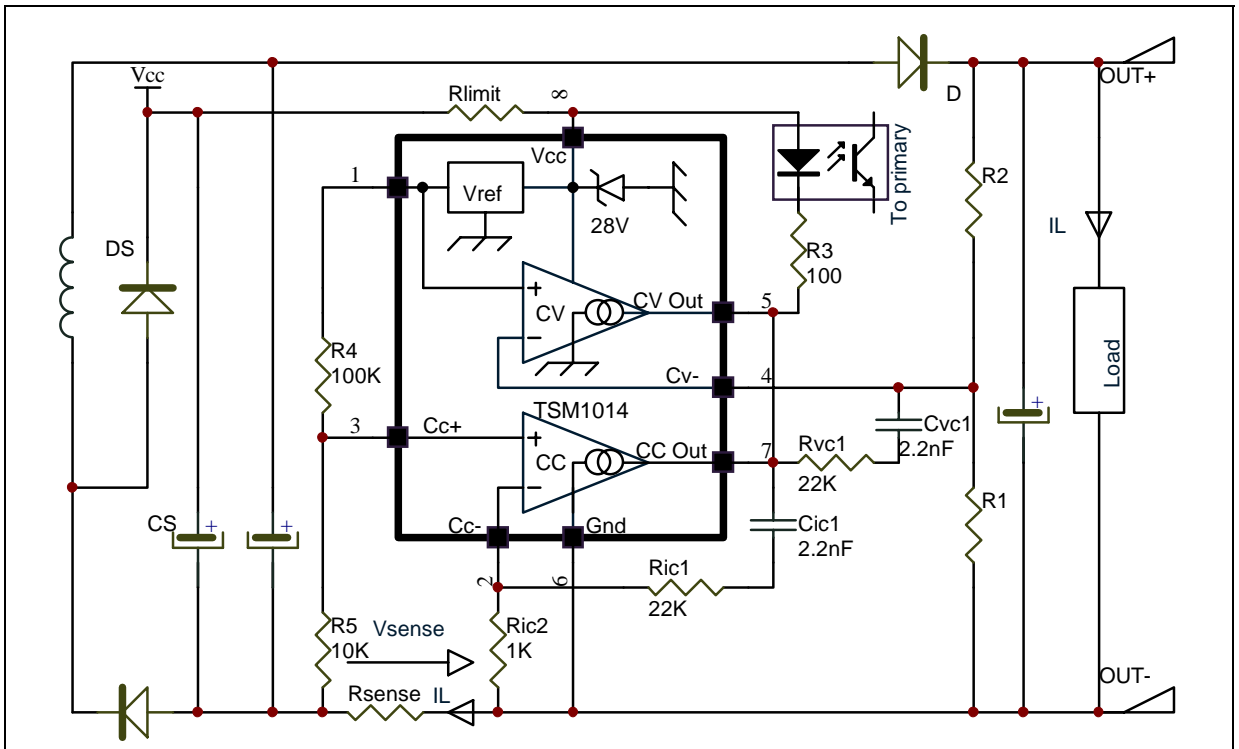 Vcc
D
OUT+
Rlimit
∞
Vcc
1
Vref
28V
To primary
R2
DS
R3
100
IL
+
CV
CV Out
5
−
R4
100K
Cv-
4
Load
+
TSM1014
3
Cc+
+
CC
CC Out
7
−
Rvc1
22K
Cvc1
2.2nF
R1
CS
+
+
Cc-
Gnd
Cic1
2.2nF
2
6
Ric1
22K
R5
10K
Vsense
Ric2
1K
Rsense
IL
OUT-